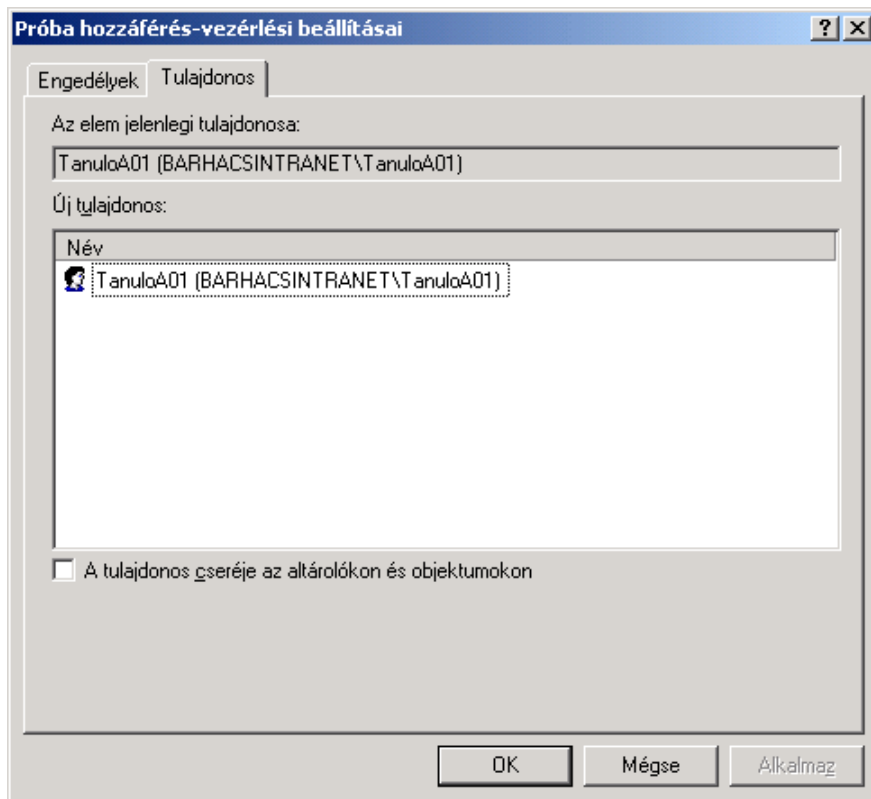 Próba hozzáférés-vezérlési beállításai
Engedélyek Tulajdonos
Az elem jelenlegi tulajdonosa:
TanuloA01 (BARHACSINTRANET\TanuloA01)
Új tulajdonos:
Név
TanuloA01 (BARHACSINTRANET\TanuloA01)
A tulajdonos cseréje az altárolókon és objektumokon
OK Mégse Alkalmaz